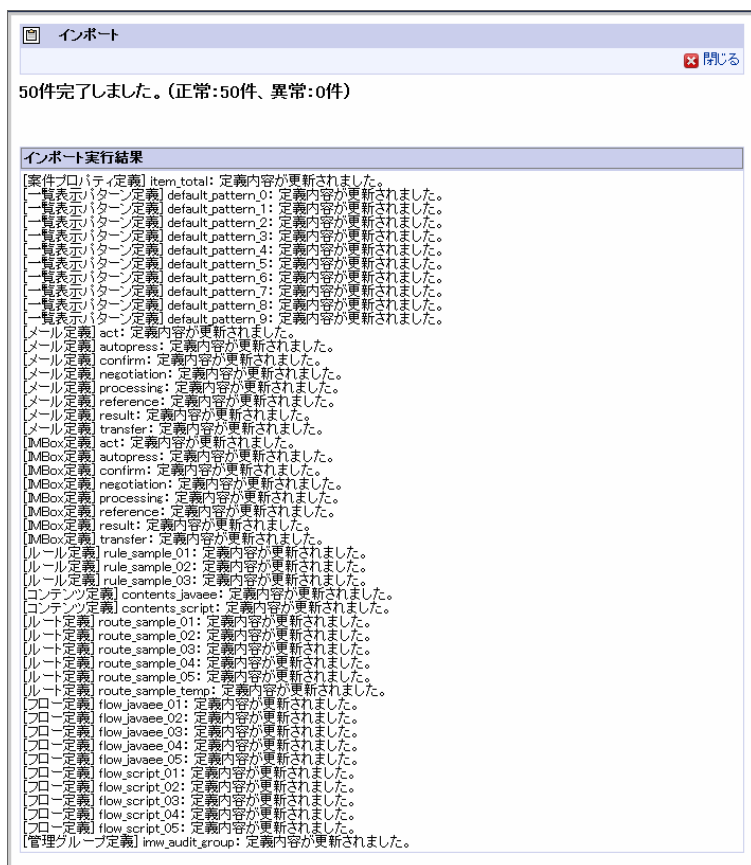 インポート
閉じる
50件完了しました。(正常:50件、異常:0件)
インポート実行結果
[案件プロパティ定義] item_total: 定義内容が更新されました。
[一覧表示パターン定義] default_pattern_0: 定義内容が更新されました。
[一覧表示パターン定義] default_pattern_1: 定義内容が更新されました。
[一覧表示パターン定義] default_pattern_2: 定義内容が更新されました。
[一覧表示パターン定義] default_pattern_3: 定義内容が更新されました。
[一覧表示パターン定義] default_pattern_4: 定義内容が更新されました。
[一覧表示パターン定義] default_pattern_5: 定義内容が更新されました。
[一覧表示パターン定義] default_pattern_6: 定義内容が更新されました。
[一覧表示パターン定義] default_pattern_7: 定義内容が更新されました。
[一覧表示パターン定義] default_pattern_8: 定義内容が更新されました。
[一覧表示パターン定義] default_pattern_9: 定義内容が更新されました。
[メール定義] act: 定義内容が更新されました。
[メール定義] autopress: 定義内容が更新されました。
[メール定義] confirm: 定義内容が更新されました。
[メール定義] negotiation: 定義内容が更新されました。
[メール定義] processing: 定義内容が更新されました。
[メール定義] reference: 定義内容が更新されました。
[メール定義] result: 定義内容が更新されました。
[メール定義] transfer: 定義内容が更新されました。
[IMBox定義] act: 定義内容が更新されました。
[IMBox定義] autopress: 定義内容が更新されました。
[IMBox定義] confirm: 定義内容が更新されました。
[IMBox定義] negotiation: 定義内容が更新されました。
[IMBox定義] processing: 定義内容が更新されました。
[IMBox定義] reference: 定義内容が更新されました。
[IMBox定義] result: 定義内容が更新されました。
[IMBox定義] transfer: 定義内容が更新されました。
[ルール定義] rule_sample_01: 定義内容が更新されました。
[ルール定義] rule_sample_02: 定義内容が更新されました。
[ルール定義] rule_sample_03: 定義内容が更新されました。
[コンテンツ定義] contents_javaee: 定義内容が更新されました。
[コンテンツ定義] contents_script: 定義内容が更新されました。
[ルート定義] route_sample_01: 定義内容が更新されました。
[ルート定義] route_sample_02: 定義内容が更新されました。
[ルート定義] route_sample_03: 定義内容が更新されました。
[ルート定義] route_sample_04: 定義内容が更新されました。
[ルート定義] route_sample_05: 定義内容が更新されました。
[ルート定義] route_sample_temp: 定義内容が更新されました。
[フロー定義] flow_javaee_01: 定義内容が更新されました。
[フロー定義] flow_javaee_02: 定義内容が更新されました。
[フロー定義] flow_javaee_03: 定義内容が更新されました。
[フロー定義] flow_javaee_04: 定義内容が更新されました。
[フロー定義] flow_javaee_05: 定義内容が更新されました。
[フロー定義] flow_script_01: 定義内容が更新されました。
[フロー定義] flow_script_02: 定義内容が更新されました。
[フロー定義] flow_script_03: 定義内容が更新されました。
[フロー定義] flow_script_04: 定義内容が更新されました。
[フロー定義] flow_script_05: 定義内容が更新されました。
[管理グループ定義] imw_audit_group: 定義内容が更新されました。